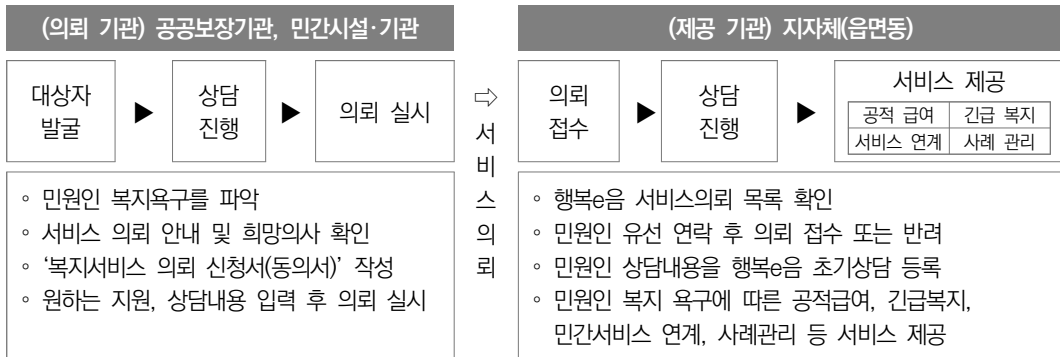 (의뢰 기관) 공공보장기관, 민간시설·기관
대상자
발굴
▶
상담
진행
▶
의뢰 실시
◦ 민원인 복지욕구를 파악
◦ 서비스 의뢰 안내 및 희망의사 확인
◦ ‘복지서비스 의뢰 신청서(동의서)’ 작성
◦ 원하는 지원, 상담내용 입력 후 의뢰 실시
⇨
서
비
스
의
뢰
(제공 기관) 지자체(읍면동)
의뢰
접수
▶
상담
진행
▶
서비스 제공
공적 급여 긴급 복지
서비스 연계 사례 관리
◦ 행복e음 서비스의뢰 목록 확인
◦ 민원인 유선 연락 후 의뢰 접수 또는 반려
◦ 민원인 상담내용을 행복e음 초기상담 등록
◦ 민원인 복지 욕구에 따른 공적급여, 긴급복지,
민간서비스 연계, 사례관리 등 서비스 제공